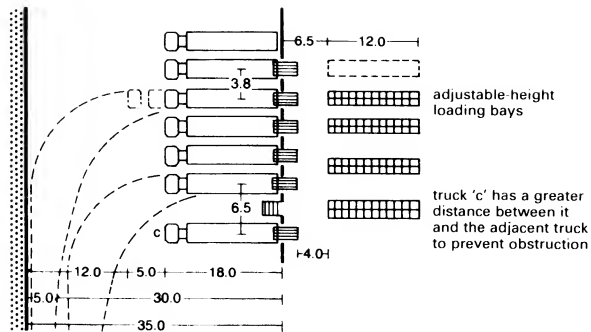 6.5
12.0
3.8
adjustable-height
loading bays
6.5
truck 'c' has a greater
distance between it
and the adjacent truck
to prevent obstruction
c
4.0
12.0
5.0
18.0
5.0
30.0
35.0